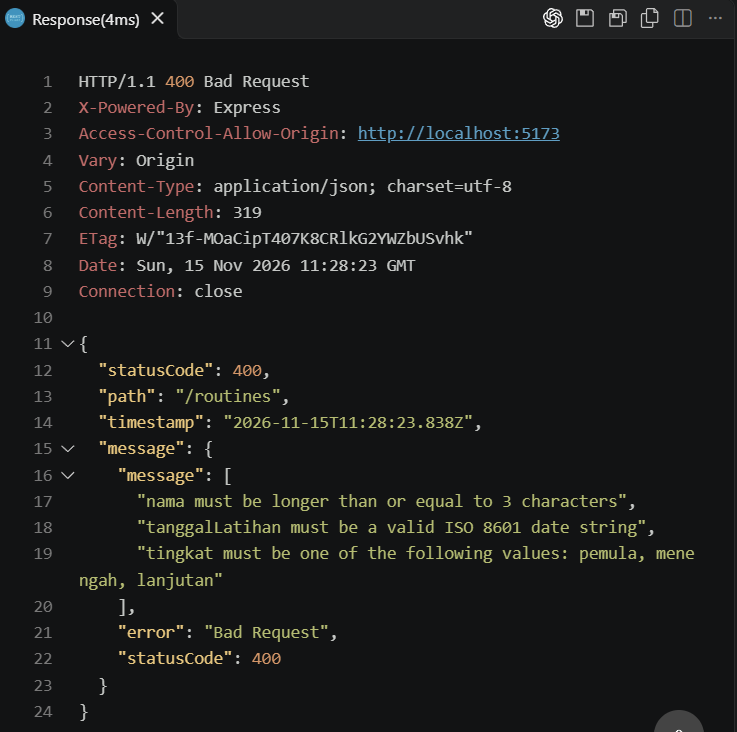 Response(4ms)
1 HTTP/1.1 400 Bad Request
2 X-Powered-By: Express
3 Access-Control-Allow-Origin: http://localhost:5173
4 Vary: Origin
5 Content-Type: application/json; charset=utf-8
6 Content-Length: 319
7 ETag: W/"13f-MOaCipT407K8CRlkG2YWZbUSvhk"
8 Date: Sun, 15 Nov 2026 11:28:23 GMT
9 Connection: close
10
11 {
12 "statusCode": 400,
13 "path": "/routines",
14 "timestamp": "2026-11-15T11:28:23.838Z",
15 "message": {
16 "message": [
17 "nama must be longer than or equal to 3 characters",
18 "tanggalLatihan must be a valid ISO 8601 date string",
19 "tingkat must be one of the following values: pemula, mene
ngah, lanjutan"
20 ],
21 "error": "Bad Request",
22 "statusCode": 400
23 }
24 }